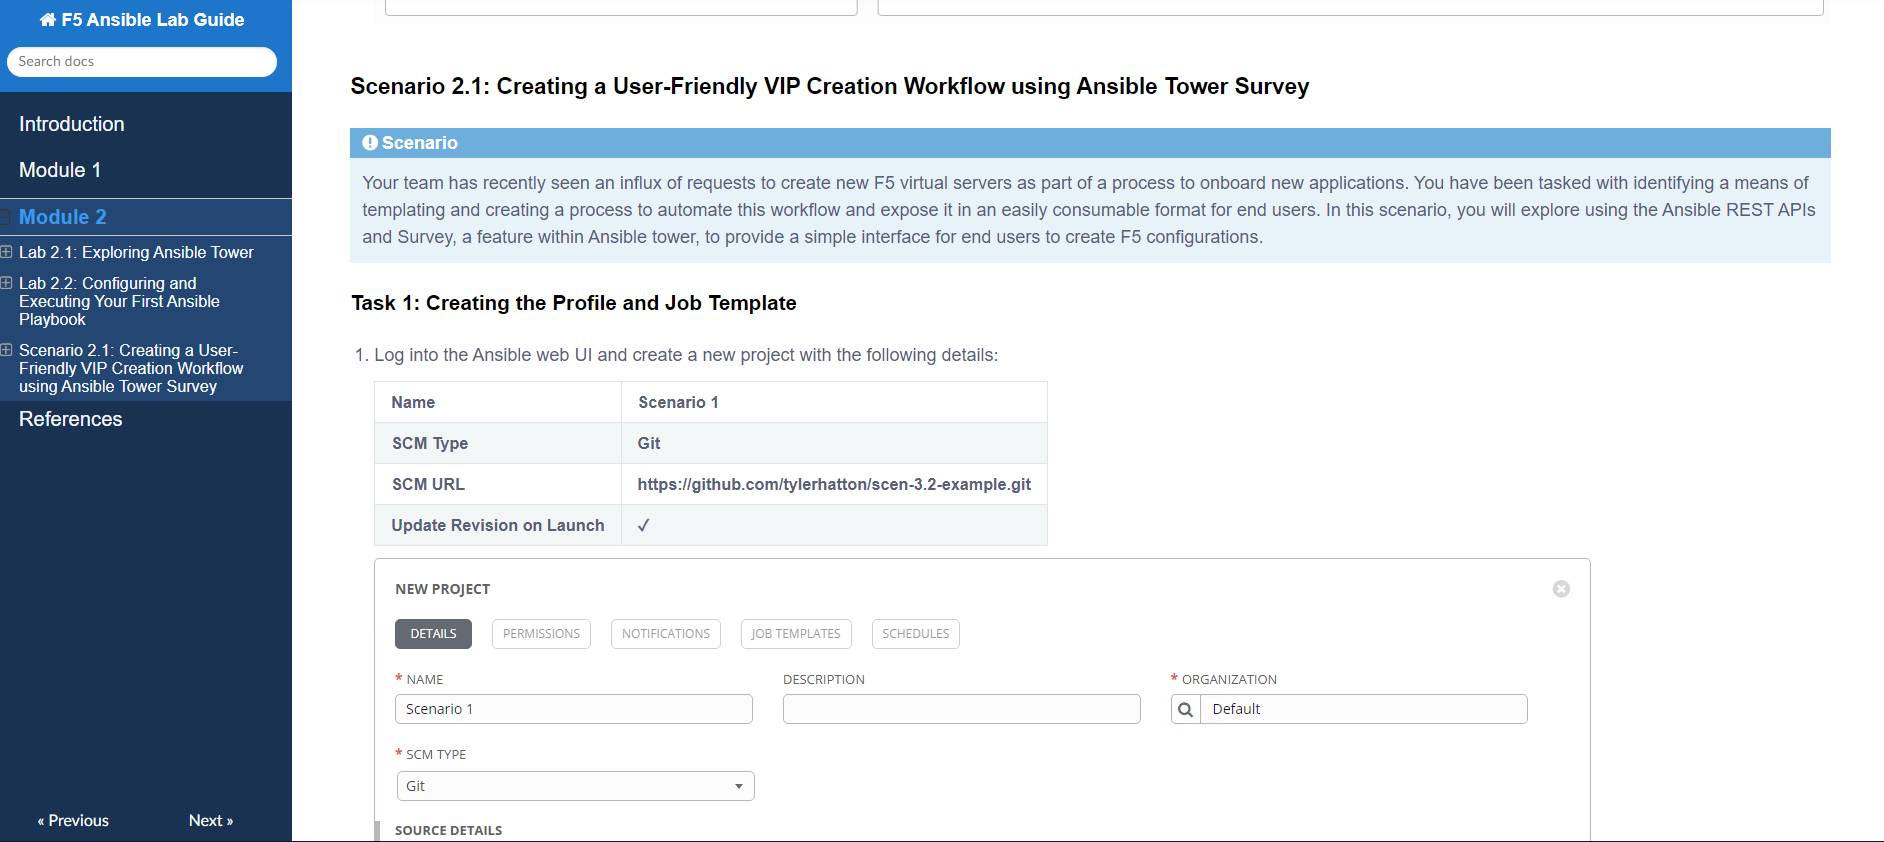 F5 Ansible Lab Guide
Search docs
Introduction
Module 1
Module 2
Lab 2.1: Exploring Ansible Tower
Lab 2.2: Configuring and
Executing Your First Ansible
Playbook
Scenario 2.1: Creating a User-
Friendly VIP Creation Workflow
using Ansible Tower Survey
References
« Previous
Next »
Scenario 2.1: Creating a User-Friendly VIP Creation Workflow using Ansible Tower Survey
Scenario
Your team has recently seen an influx of requests to create new F5 virtual servers as part of a process to onboard new applications. You have been tasked with identifying a means of
templating and creating a process to automate this workflow and expose it in an easily consumable format for end users. In this scenario, you will explore using the Ansible REST APIs
and Survey, a feature within Ansible tower, to provide a simple interface for end users to create F5 configurations.
Task 1: Creating the Profile and Job Template
1. Log into the Ansible web UI and create a new project with the following details:
Name Scenario 1
SCM Type Git
SCM URL https://github.com/tylerhatton/scen-3.2-example.git
Update Revision on Launch ✓
NEW PROJECT
DETAILS PERMISSIONS NOTIFICATIONS JOB TEMPLATES SCHEDULES
* NAME DESCRIPTION * ORGANIZATION
Scenario 1 Default
* SCM TYPE
Git
SOURCE DETAILS